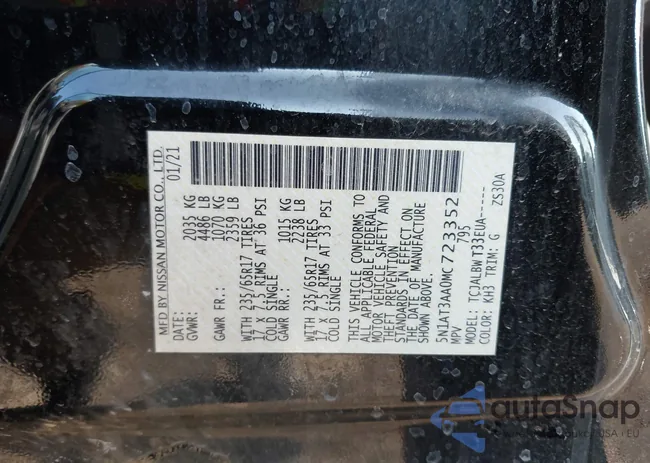 MFD BY NISSAN MOTOR CO., LTD.
DATE: 01/21
GVWR: 2035 KG
4486 LB
GAWR FR.: 1070 KG
2359 LB
WITH 235/65R17 TIRES
17 X 7.5 RIMS AT 36 PSI
COLD SINGLE
GAWR RR.: 1015 KG
2238 LB
WITH 235/65R17 TIRES
17 X 7.5 RIMS AT 33 PSI
COLD SINGLE
THIS VEHICLE CONFORMS TO
ALL APPLICABLE FEDERAL
MOTOR VEHICLE SAFETY AND
THEFT PREVENTION
STANDARDS IN EFFECT ON
THE DATE OF MANUFACTURE
SHOWN ABOVE.
5N1AT3AA0MC723352
MPV 795
MODEL: TCJALBWT33EUA-----
COLOR: KH3 TRIM: G ZS30A
autoSnap
USA | EU